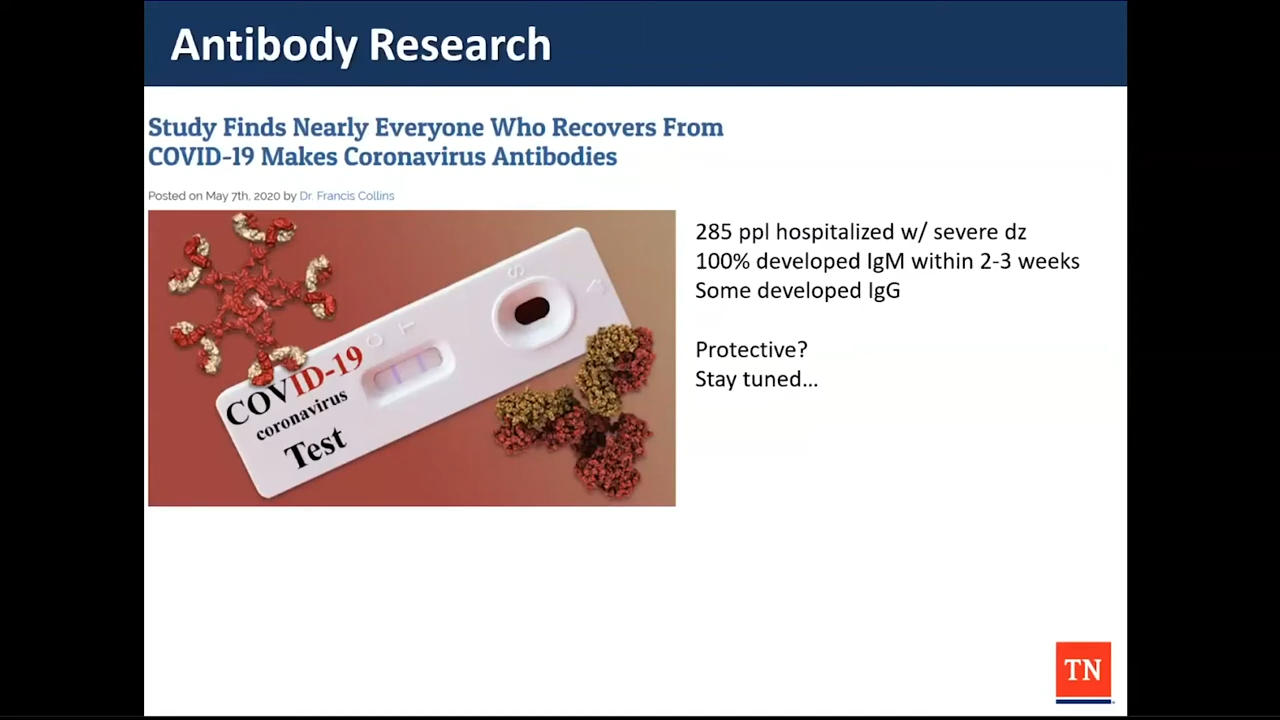 Antibody Research
Study Finds Nearly Everyone Who Recovers From
COVID-19 Makes Coronavirus Antibodies
Posted on May 7th, 2020 by Dr. Francis Collins
285 ppl hospitalized w/ severe dz
100% developed IgM within 2-3 weeks
Some developed IgG
Protective?
Stay tuned…
C T
S
COVID-19
coronavirus
Test
TN